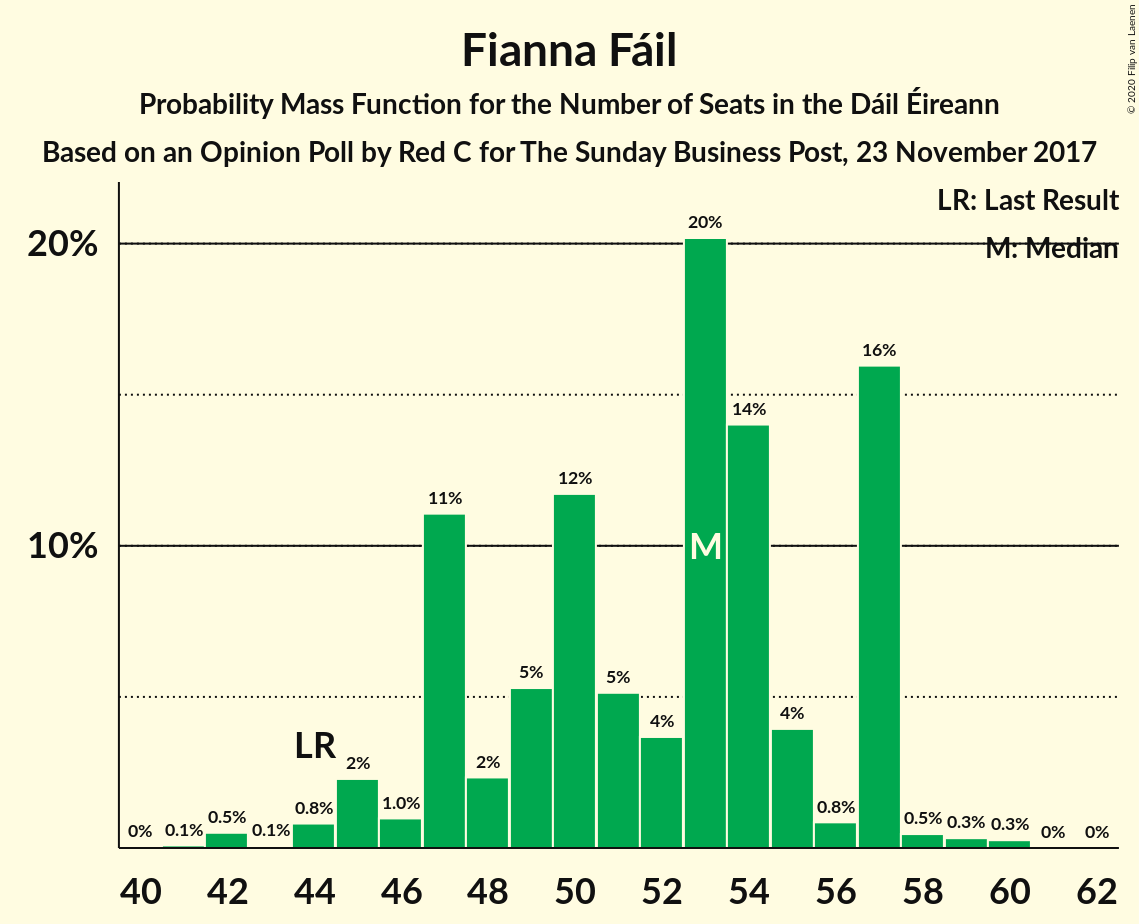 © 2020 Filip van Laenen
Fianna Fáil
Probability Mass Function for the Number of Seats in the Dáil Éireann
Based on an Opinion Poll by Red C for The Sunday Business Post, 23 November 2017
LR: Last Result
M: Median
20%
10%
0%
0.1%
0.5%
0.1%
0.8%
2%
1.0%
11%
2%
5%
12%
5%
4%
20%
14%
4%
0.8%
16%
0.5%
0.3%
0.3%
0%
0%
LR
M
40 42 44 46 48 50 52 54 56 58 60 62